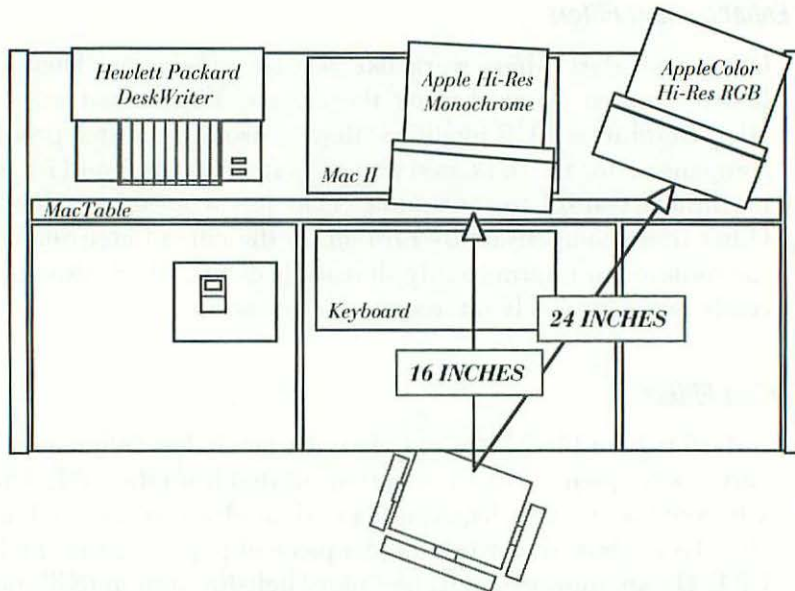 Hewlett Packard
DeskWriter
Apple Hi-Res
Monochrome
AppleColor
Hi-Res RGB
Mac II
MacTable
Keyboard
24 INCHES
16 INCHES